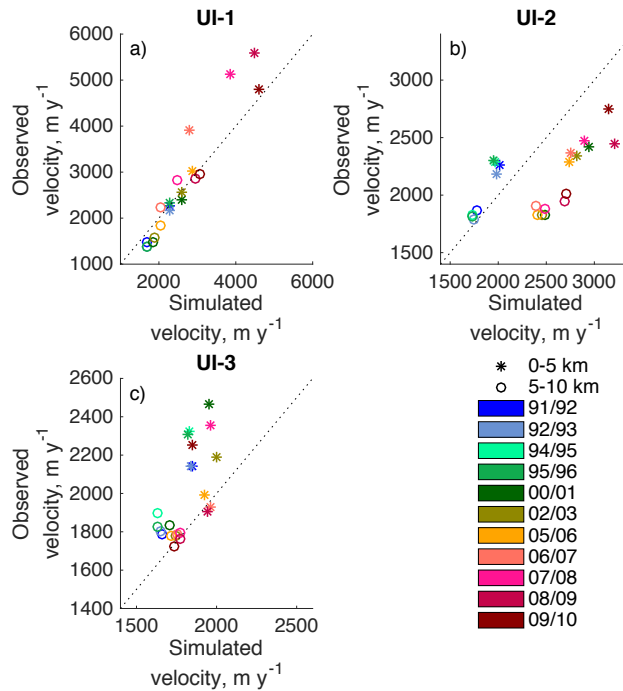 UI-1
a)
6000
5000
4000
3000
2000
1000
2000 4000 6000
Observed
velocity, m y⁻¹
Simulated
velocity, m y⁻¹
UI-2
b)
3000
2500
2000
1500
1500 2000 2500 3000
Observed
velocity, m y⁻¹
Simulated
velocity, m y⁻¹
UI-3
c)
2600
2400
2200
2000
1800
1600
1400
1500 2000 2500
Observed
velocity, m y⁻¹
Simulated
velocity, m y⁻¹
0-5 km
5-10 km
91/92
92/93
94/95
95/96
00/01
02/03
05/06
06/07
07/08
08/09
09/10